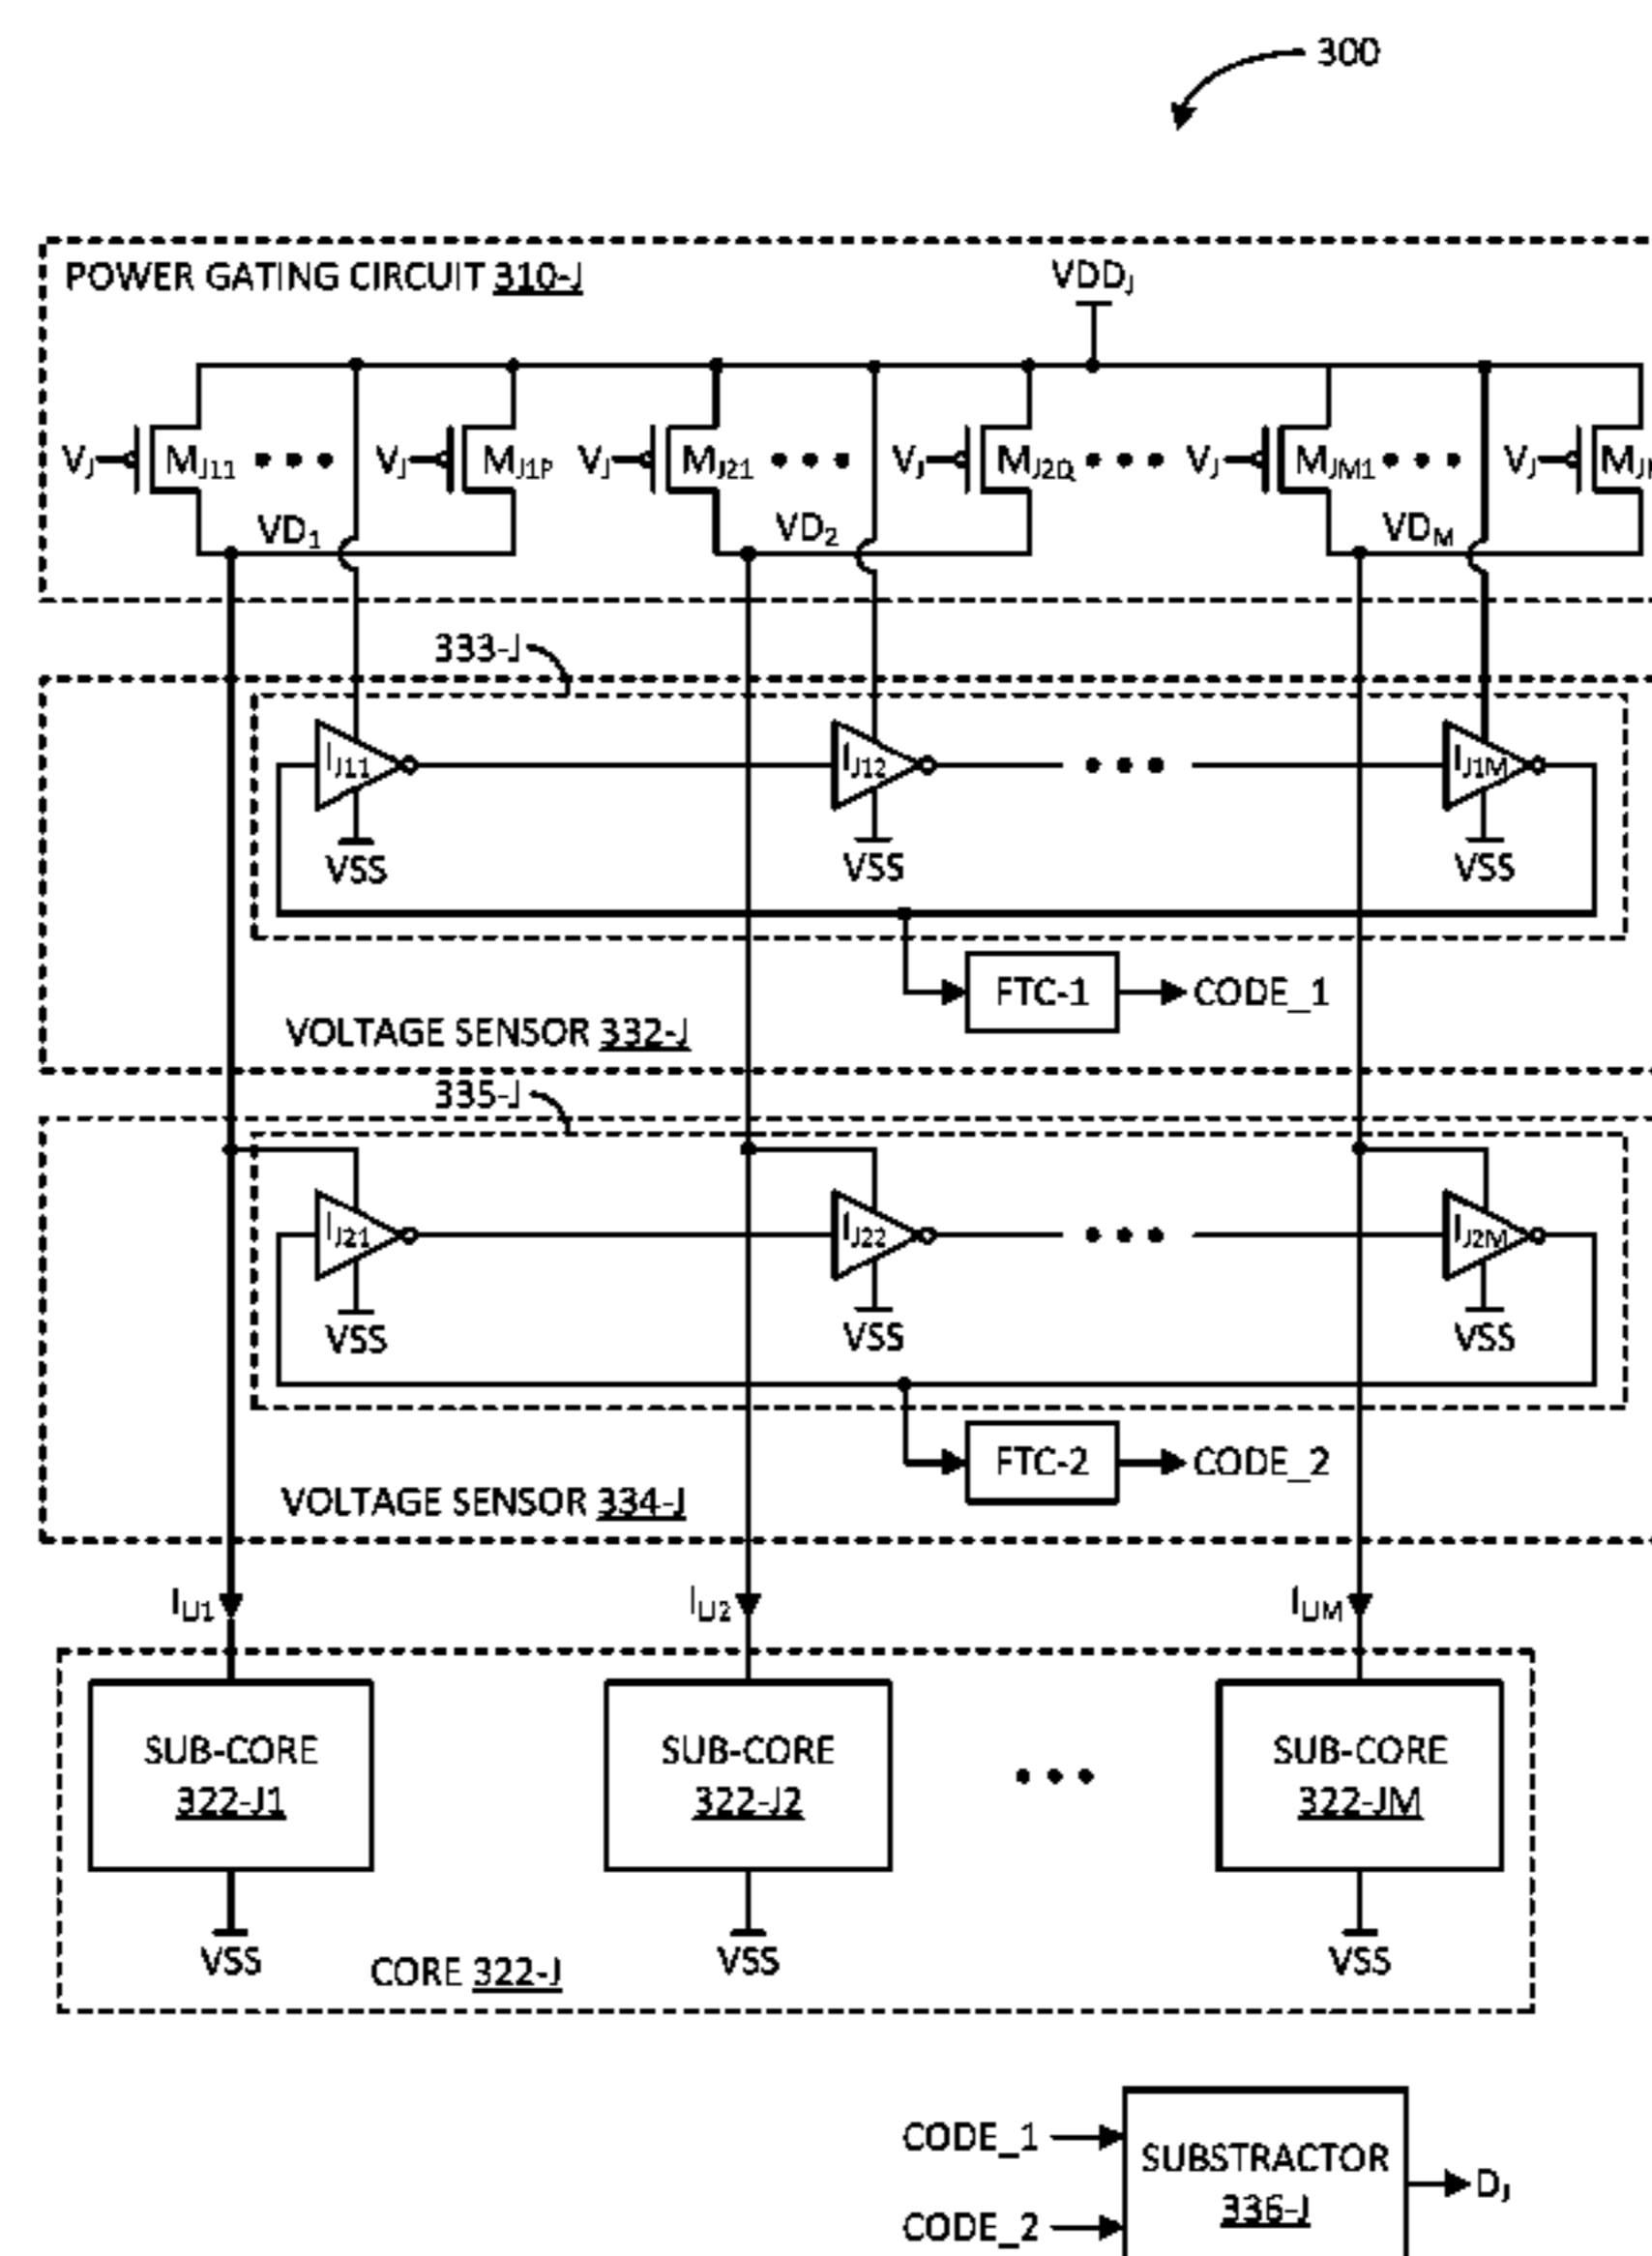 300
POWER GATING CIRCUIT 310-J
VDDJ
VJ MJ11 VJ MJ1P VJ MJ21 VJ MJ2Q VJ MJM1 VJ
VD1 VD2 VDM
333-J
IJ11 IJ12 IJ1M
VSS VSS VSS
FTC-1 CODE_1
VOLTAGE SENSOR 332-J
335-J
IJ21 IJ22 IJ2M
VSS VSS VSS
FTC-2 CODE_2
VOLTAGE SENSOR 334-J
ILJ1 ILJ2 ILJM
SUB-CORE SUB-CORE SUB-CORE
322-J1 322-J2 322-JM
VSS VSS VSS
CORE 322-J
CODE_1
SUBSTRACTOR
DJ
336-J
CODE_2